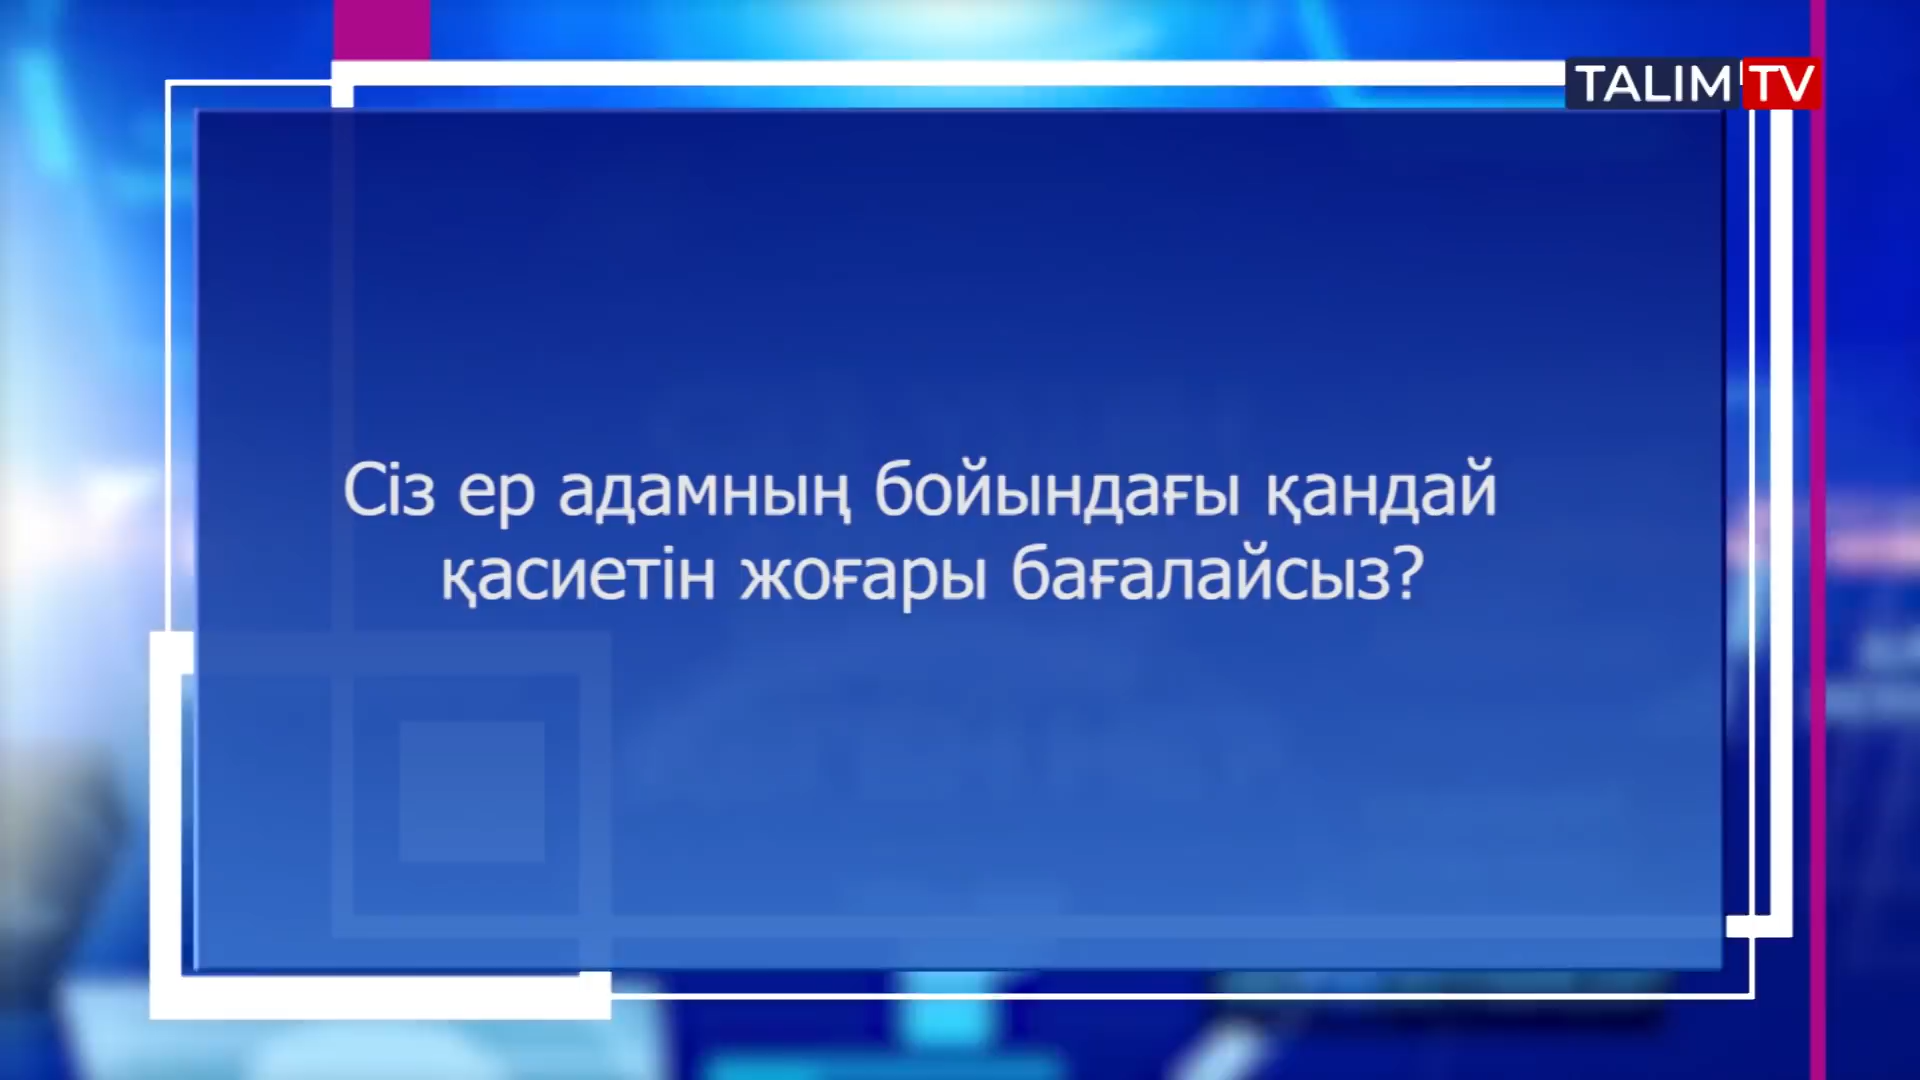 TALIM TV
Сіз ер адамның бойындағы қандай
қасиетін жоғары бағалайсыз?